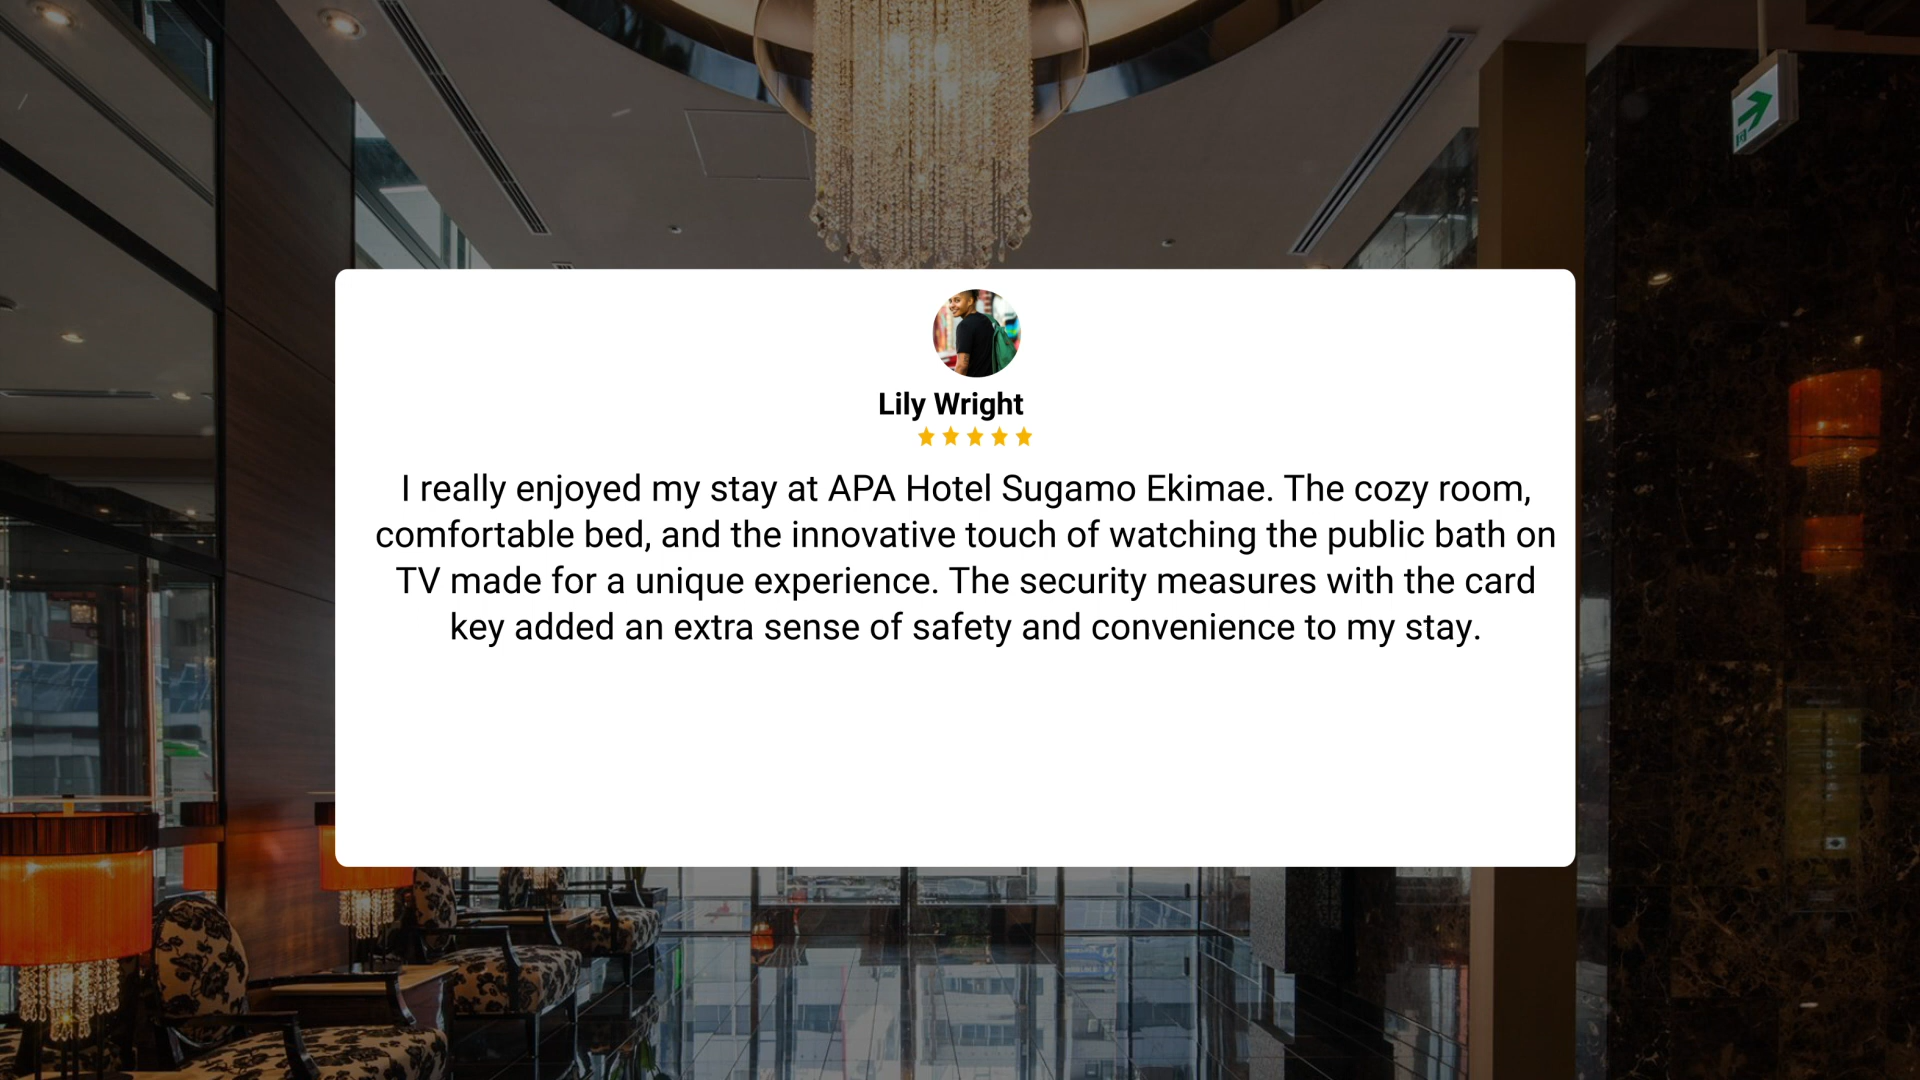 Lily Wright
I really enjoyed my stay at APA Hotel Sugamo Ekimae. The cozy room,
comfortable bed, and the innovative touch of watching the public bath on
TV made for a unique experience. The security measures with the card
key added an extra sense of safety and convenience to my stay.